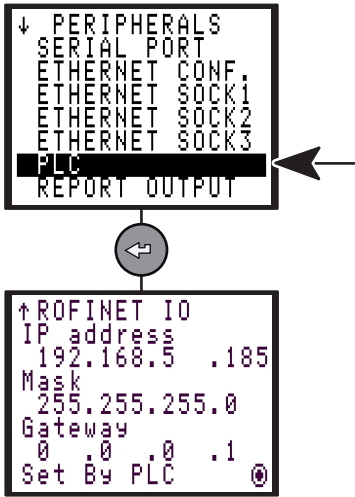 ↓ PERIPHERALS
SERIAL PORT
ETHERNET CONF.
ETHERNET SOCK1
ETHERNET SOCK2
ETHERNET SOCK3
PLC
REPORT OUTPUT
↑ROFINET IO
IP address
192.168.5 .185
Mask
255.255.255.0
Gateway
0 .0 .0 .1
Set By PLC